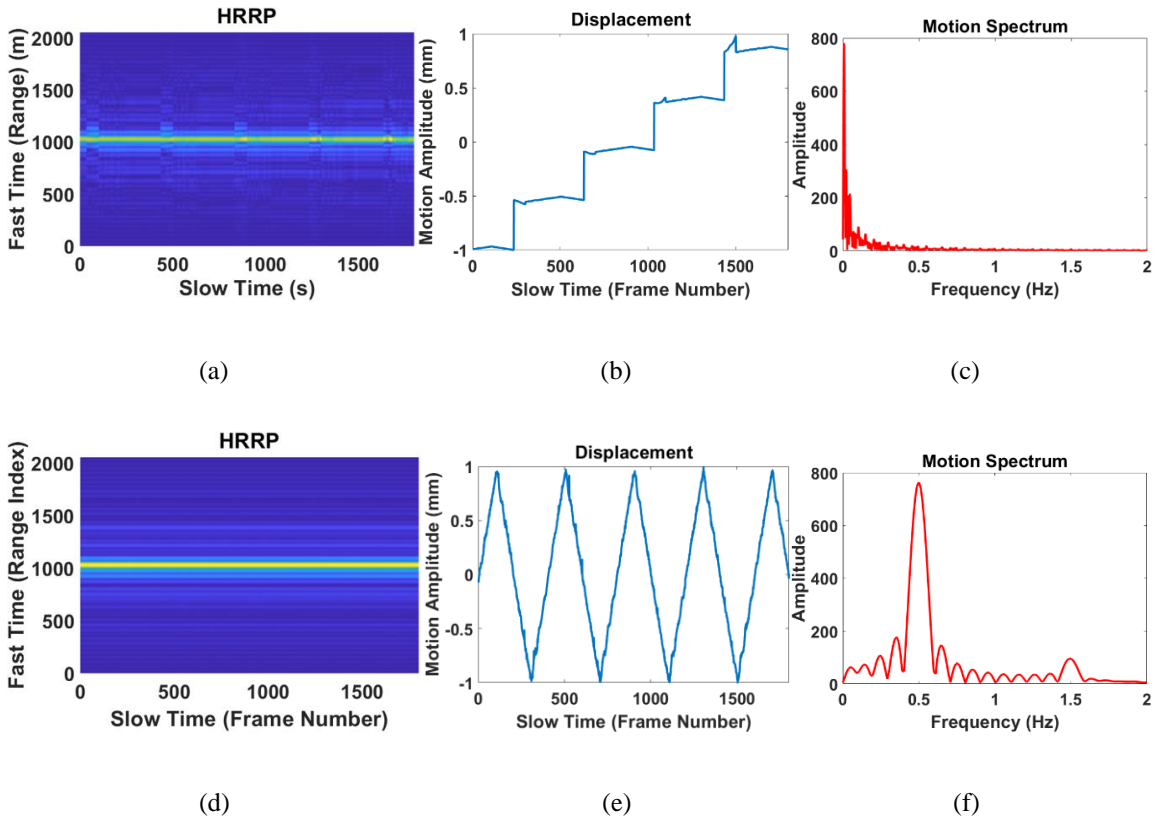 HRRP
Fast Time (Range) (m)
2000
1500
1000
500
0
0 500 1000 1500
Slow Time (s)
Displacement
Motion Amplitude (mm)
1
0.5
0
-0.5
-1
0 500 1000 1500
Slow Time (Frame Number)
Motion Spectrum
Amplitude
800
600
400
200
0
0 0.5 1 1.5 2
Frequency (Hz)
(a) (b) (c)
HRRP
Fast Time (Range Index)
2000
1500
1000
500
0
0 500 1000 1500
Slow Time (Frame Number)
Displacement
Motion Amplitude (mm)
1
0.5
0
-0.5
-1
0 500 1000 1500
Slow Time (Frame Number)
Motion Spectrum
Amplitude
800
600
400
200
0
0 0.5 1 1.5 2
Frequency (Hz)
(d) (e) (f)